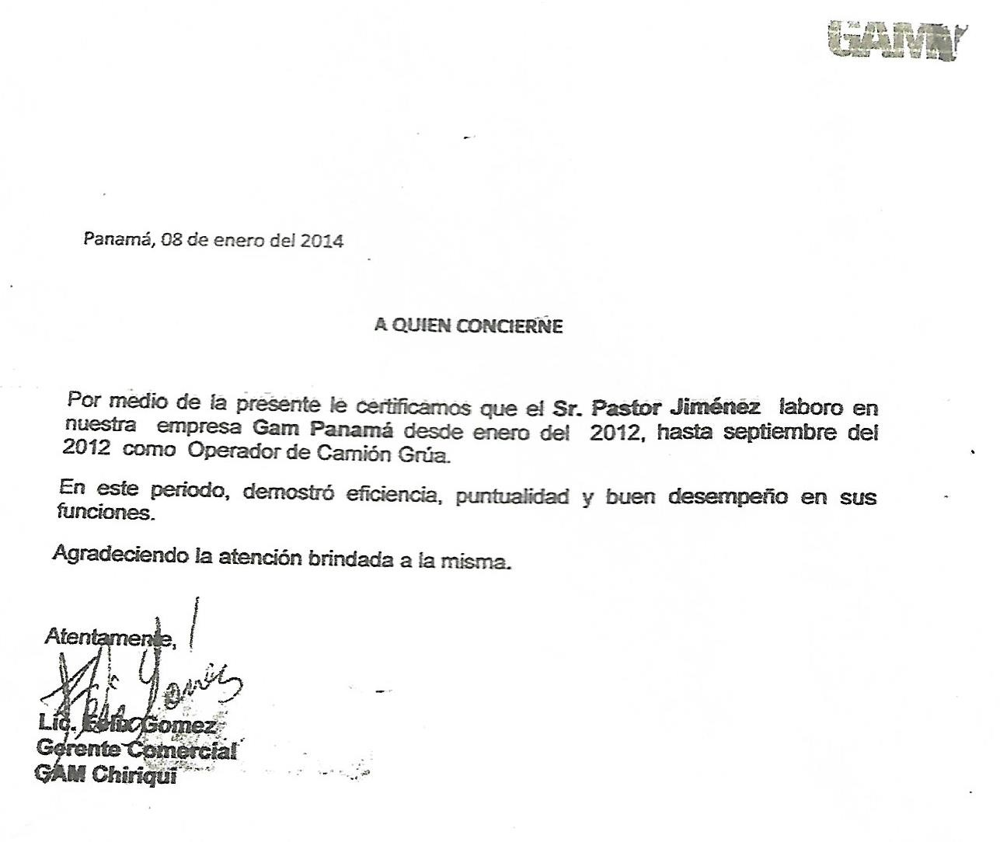 GAM
Panamá, 08 de enero del 2014
A QUIEN CONCIERNE
Por medio de la presente le certificamos que el Sr. Pastor Jiménez laboro en
nuestra empresa Gam Panamá desde enero del 2012, hasta septiembre del
2012 como Operador de Camión Grúa.
En este periodo, demostró eficiencia, puntualidad y buen desempeño en sus
funciones.
Agradeciendo la atención brindada a la misma.
Atentamente,
Lic. Gomez
Gerente Comercial
GAM Chiriqui